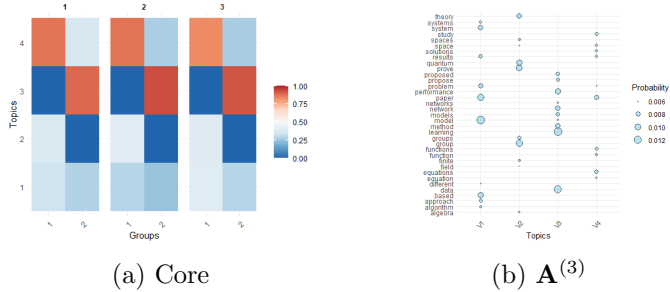 1 2 3
4
3
2
1
Topics
1 2 1 2 1 2
Groups
1.00
0.75
0.50
0.25
0.00
(a) Core
theory
systems
system
study
spaces
space
solutions
results
quantum
prove
proposed
propose
problem
performance
paper
networks
network
models
model
method
learning
groups
group
functions
function
finite
field
equations
equation
different
data
based
approach
algorithm
algebra
V1 V2 V3 V4
Topics
Probability
0.006
0.008
0.010
0.012
(b) A(3)